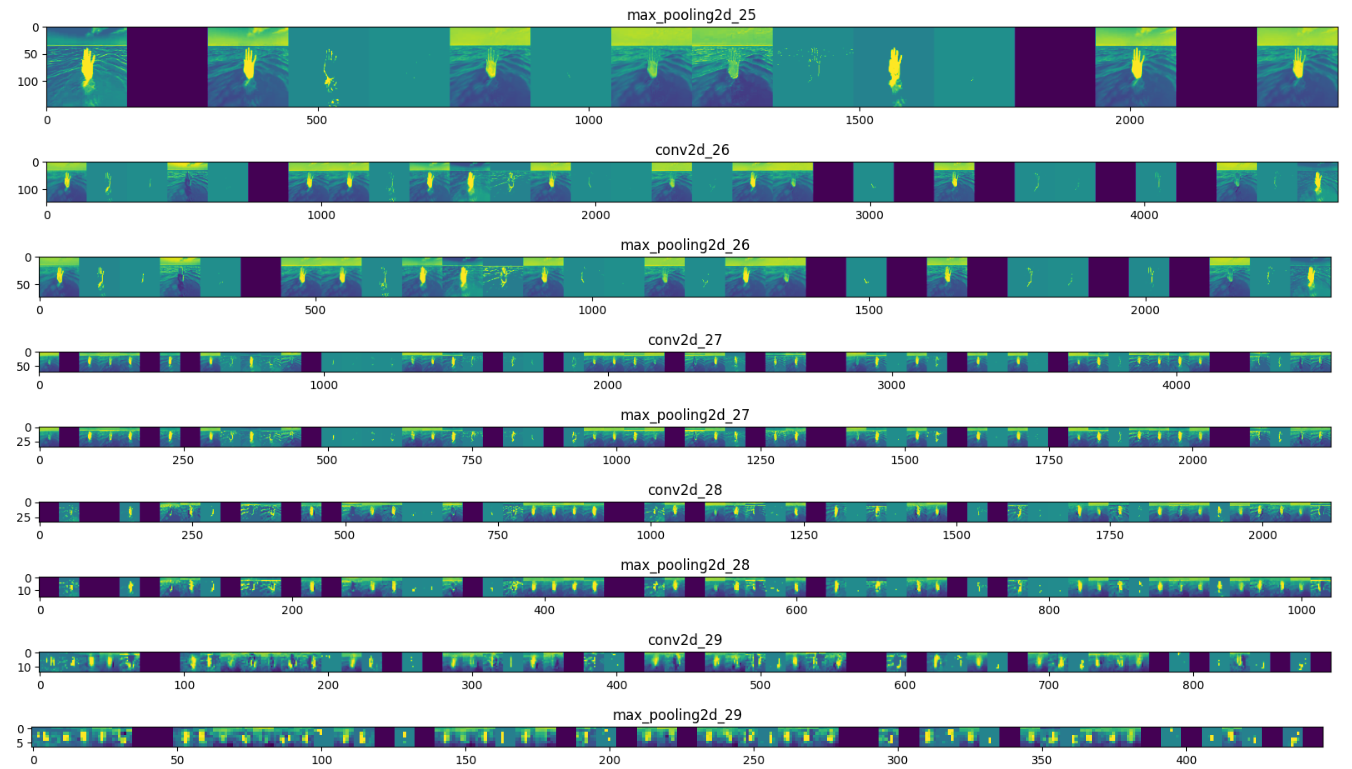 max_pooling2d_25
0
50
100
0 500 1000 1500 2000
conv2d_26
0
100
0 1000 2000 3000 4000
max_pooling2d_26
0
50
0 500 1000 1500 2000
conv2d_27
0
50
0 1000 2000 3000 4000
max_pooling2d_27
0
25
0 250 500 750 1000 1250 1500 1750 2000
conv2d_28
0
25
0 250 500 750 1000 1250 1500 1750 2000
max_pooling2d_28
0
10
0 200 400 600 800 1000
conv2d_29
0
10
0 100 200 300 400 500 600 700 800
max_pooling2d_29
0
5
0 50 100 150 200 250 300 350 400